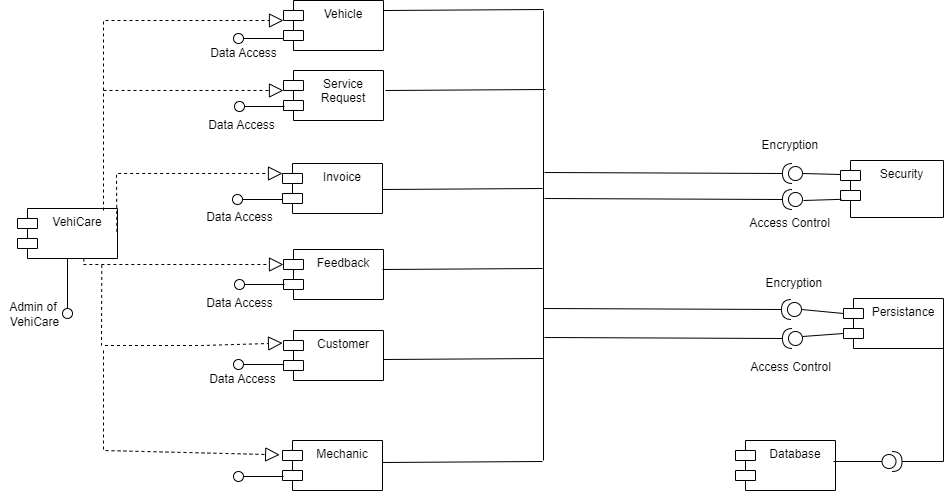 Vehicle
Data Access
Service
Request
Data Access
Encryption
Invoice
Security
Data Access
Access Control
VehiCare
Feedback
Encryption
Data Access
Admin of
VehiCare
Persistance
Customer
Access Control
Data Access
Mechanic
Database